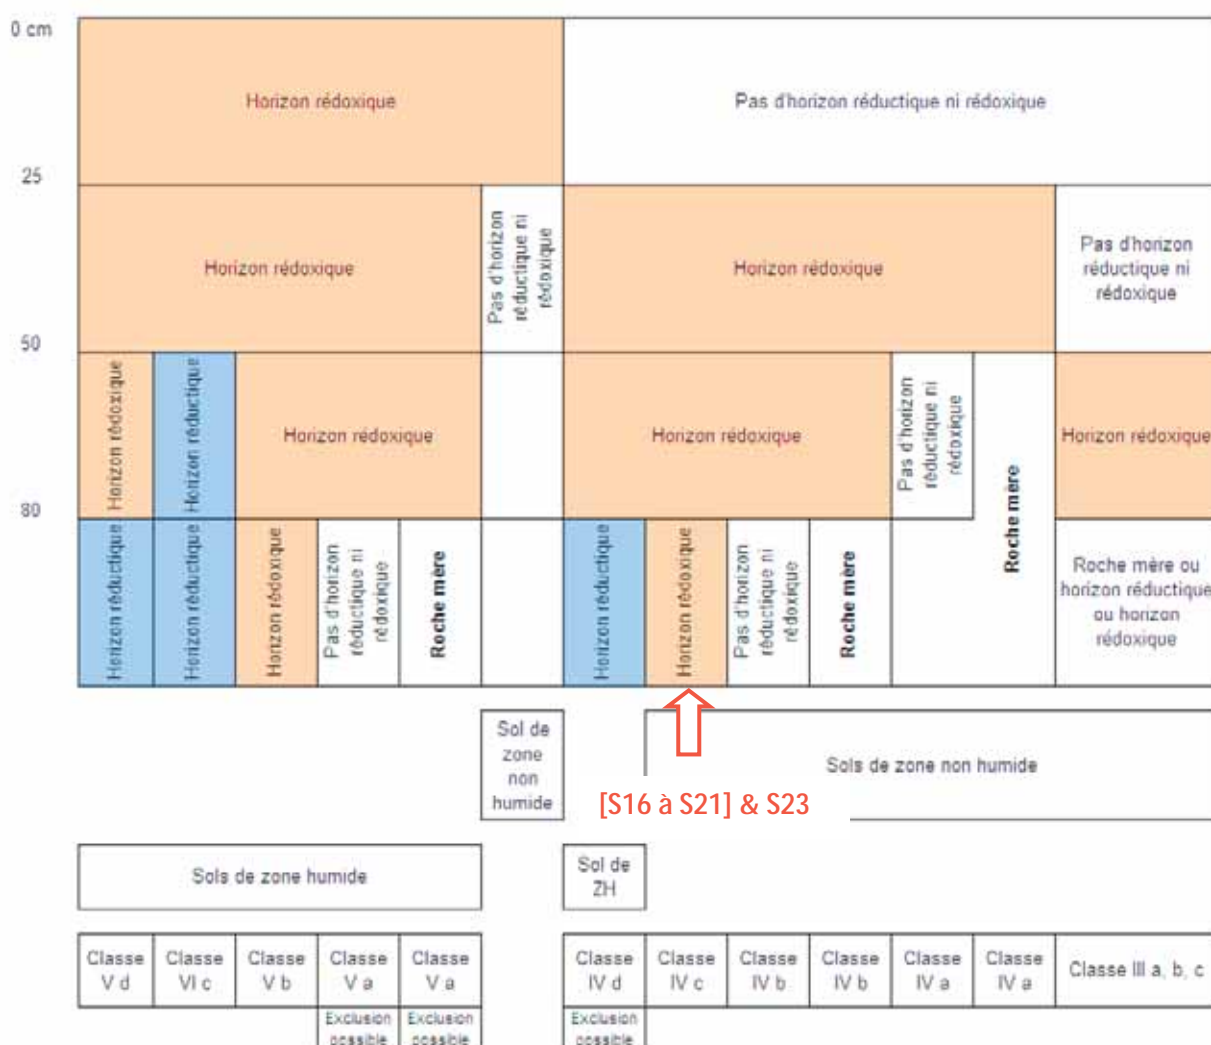 0 cm
Horizon rédoxique
Pas d'horizon réductique ni rédoxique
25
Horizon rédoxique
Pas d'horizon
réductique ni
rédoxique
Horizon rédoxique
Pas d'horizon
réductique ni
rédoxique
50
Horizon rédoxique
Horizon réductique
Horizon rédoxique
Horizon rédoxique
Pas d'horizon
réductique ni
rédoxique
Roche mère
Horizon rédoxique
80
Horizon réductique
Horizon réductique
Horizon rédoxique
Pas d'horizon
réductique ni
rédoxique
Roche mère
Horizon réductique
Horizon rédoxique
Pas d'horizon
réductique ni
rédoxique
Roche mère
Roche mère ou
horizon réductique
ou horizon
rédoxique
Sol de
zone
non
humide
Sols de zone non humide
[S16 à S21] & S23
Sols de zone humide
Sol de
ZH
Classe
V d
Classe
VI c
Classe
V b
Classe
V a
Classe
V a
Classe
IV d
Classe
IV c
Classe
IV b
Classe
IV b
Classe
IV a
Classe
IV a
Classe III a, b, c
Exclusion
possible
Exclusion
possible
Exclusion
possible